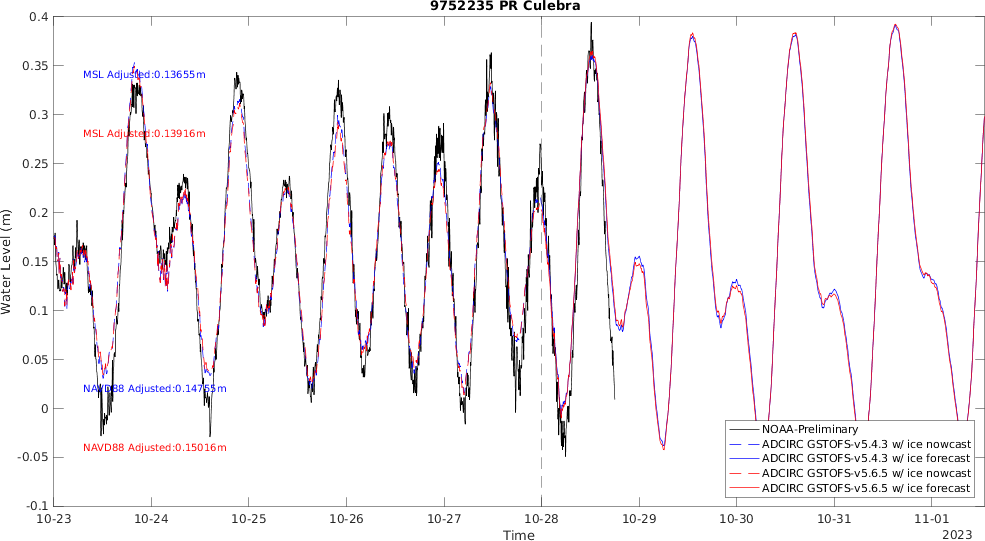 9752235 PR Culebra
0.4
0.35
MSL Adjusted:0.13655m
0.3
MSL Adjusted:0.13916m
0.25
0.2
Water Level (m)
0.15
0.1
0.05
NAVD88 Adjusted:0.14755m
0
NAVD88 Adjusted:0.15016m
-0.05
-0.1
NOAA-Preliminary
ADCIRC GSTOFS-v5.4.3 w/ ice nowcast
ADCIRC GSTOFS-v5.4.3 w/ ice forecast
ADCIRC GSTOFS-v5.6.5 w/ ice nowcast
ADCIRC GSTOFS-v5.6.5 w/ ice forecast
10-23 10-24 10-25 10-26 10-27 10-28 10-29 10-30 10-31 11-01
Time
2023